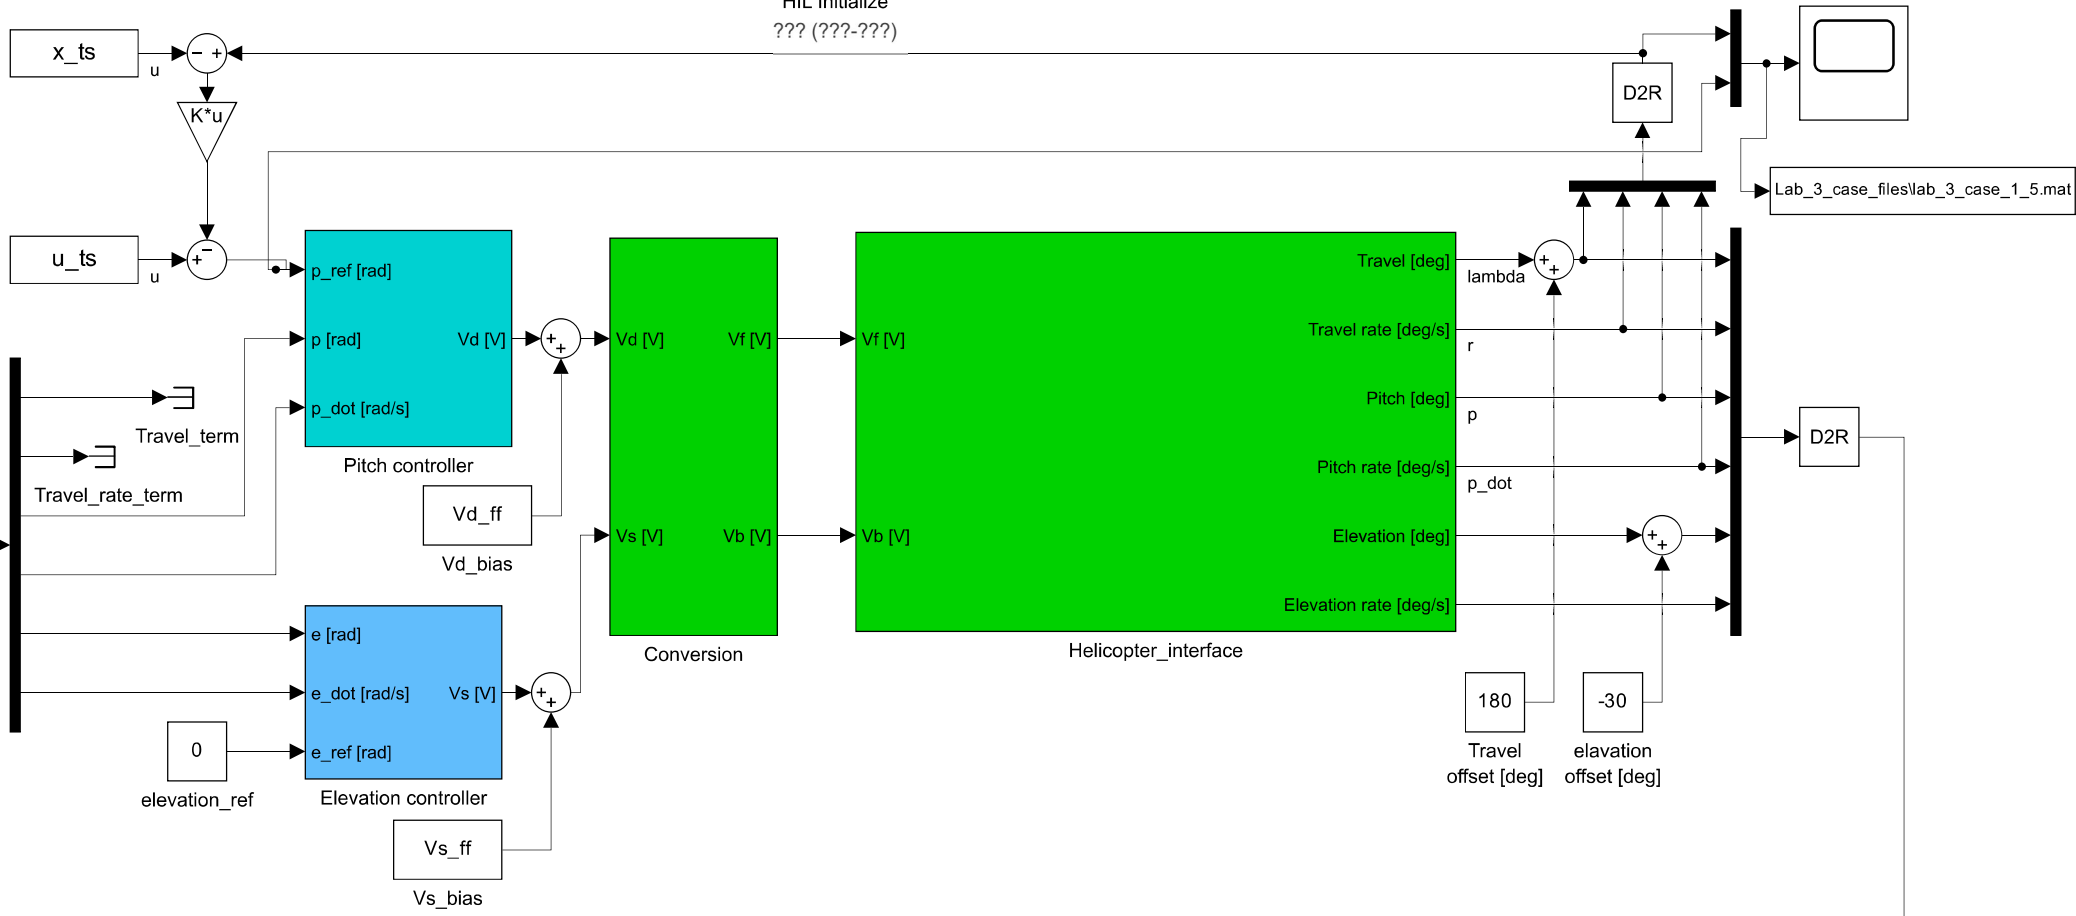 HIL Initialize
??? (???-???)
x_ts
u
- +
K*u
D2R
Lab_3_case_files\lab_3_case_1_5.mat
u_ts
u
+ -
p_ref [rad]
p [rad]
p_dot [rad/s]
Vd [V]
Pitch controller
+ +
Vd_ff
Vd_bias
Travel_term
Travel_rate_term
Vd [V]
Vs [V]
Vf [V]
Vb [V]
Conversion
Vf [V]
Vb [V]
Travel [deg]
Travel rate [deg/s]
Pitch [deg]
Pitch rate [deg/s]
Elevation [deg]
Elevation rate [deg/s]
Helicopter_interface
lambda
r
p
p_dot
+ +
+ +
D2R
180
Travel
offset [deg]
-30
elavation
offset [deg]
e [rad]
e_dot [rad/s]
e_ref [rad]
Vs [V]
Elevation controller
0
elevation_ref
+ +
Vs_ff
Vs_bias